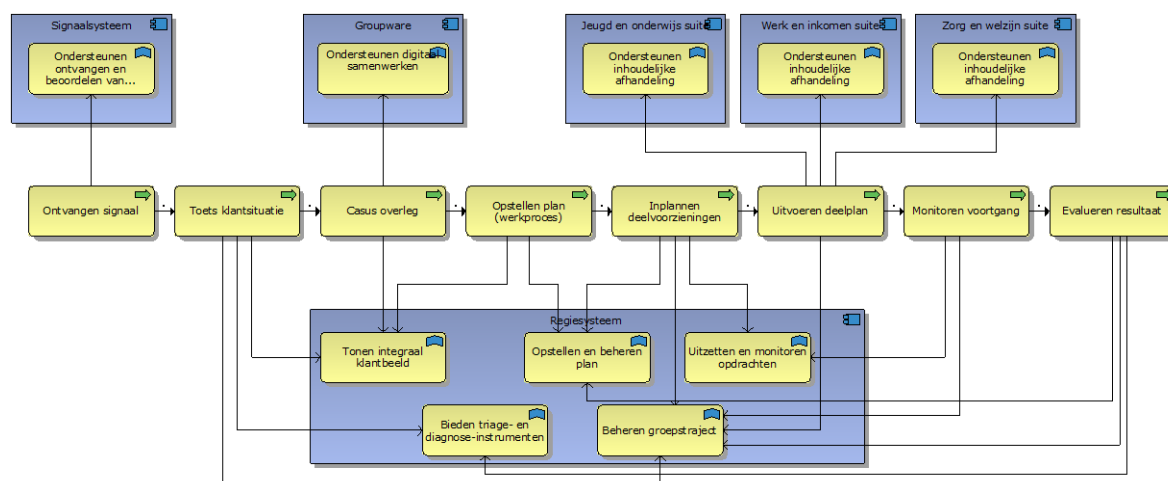 Signaalsysteem
Groupware
Jeugd en onderwijs suite
Werk en inkomen suite
Zorg en welzijn suite
Ondersteunen
ontvangen en
beoordelen van...
Ondersteunen digitaal
samenwerken
Ondersteunen
inhoudelijke
afhandeling
Ondersteunen
inhoudelijke
afhandeling
Ondersteunen
inhoudelijke
afhandeling
Ontvangen signaal
Toets klantsituatie
Casus overleg
Opstellen plan
(werkproces)
Inplannen
deelvoorzieningen
Uitvoeren deelplan
Monitoren voortgang
Evalueren resultaat
Regiesysteem
Tonen integraal
klantbeeld
Opstellen en beheren
plan
Uitzetten en monitoren
opdrachten
Bieden triage- en
diagnose-instrumenten
Beheren groepstraject